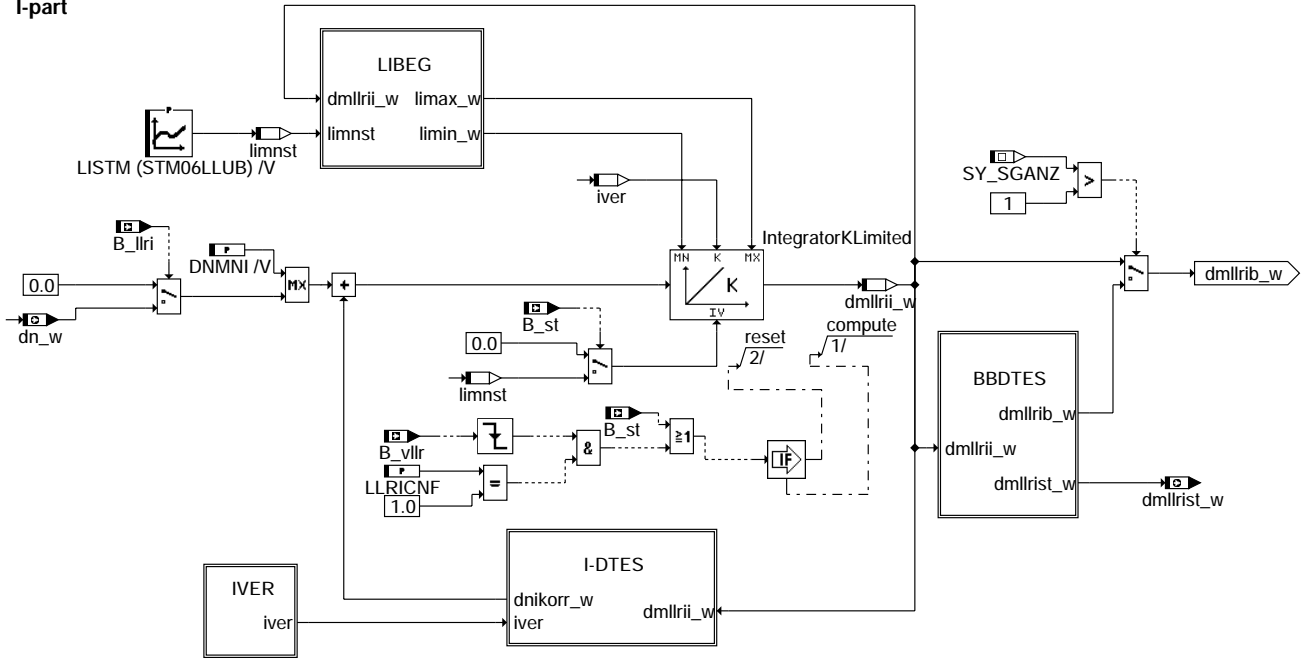 I-part
LIBEG
dmllrii_w
limax_w
limnst
limin_w
P
limnst
LISTM (STM06LLUB) /V
SY_SGANZ
>
1
iver
B_llri
P
DNMNI /V
IntegratorKLimited
MN
K
MX
K
IV
0.0
MX
+
dmllrii_w
dmllrib_w
dn_w
B_st
0.0
limnst
reset
2/
compute
1/
BBDTES
dmllrib_w
dmllrii_w
dmllrist_w
dmllrist_w
B_st
≥1
B_vllr
&
IF
P
LLRICNF
=
1.0
I-DTES
dnikorr_w
dmllrii_w
iver
IVER
iver